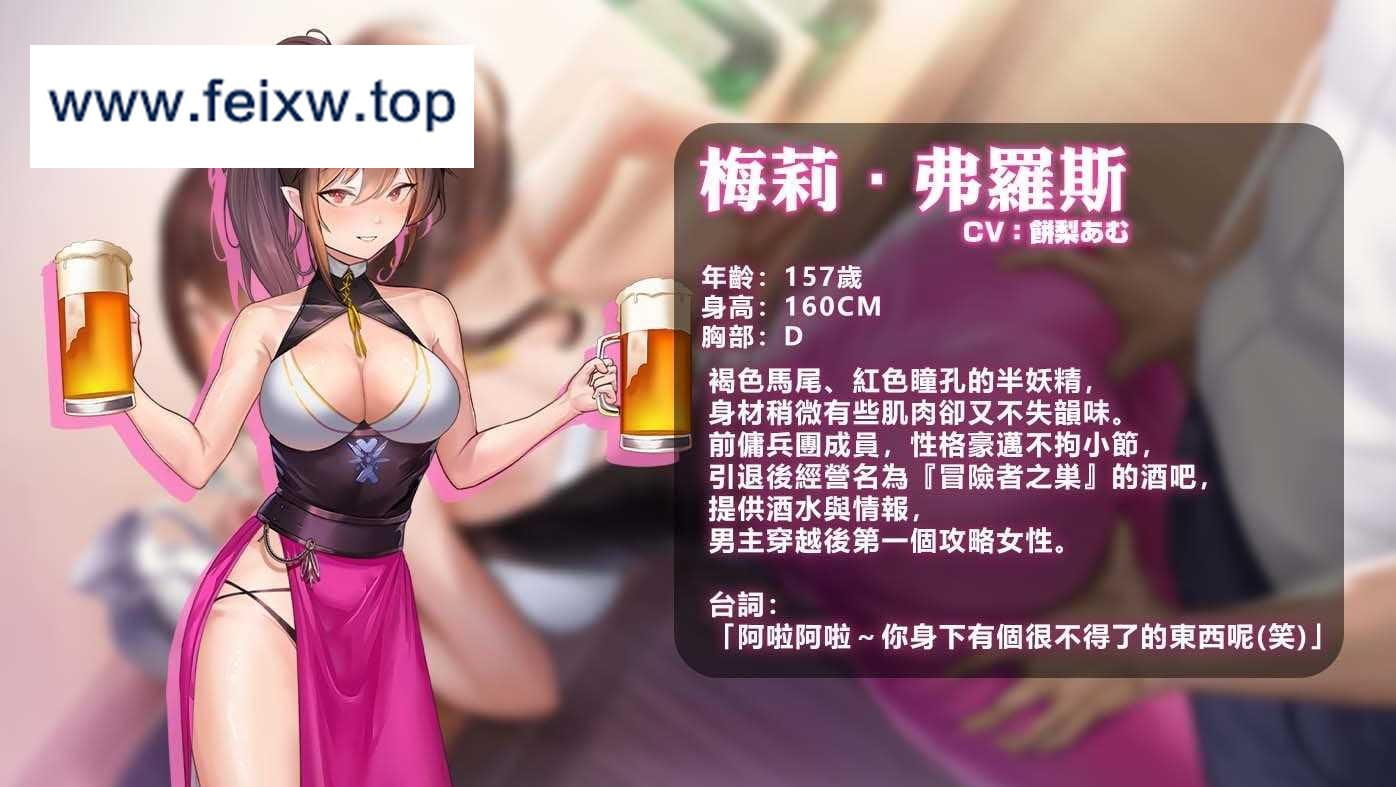 www.feixw.top
梅莉·弗羅斯
CV：餅梨あむ
年齡：157歲
身高：160CM
胸部：D
褐色馬尾、紅色瞳孔的半妖精，
身材稍微有些肌肉卻又不失韻味。
前傭兵團成員，性格豪邁不拘小節，
引退後經營名為『冒險者之巢』的酒吧，
提供酒水與情報，
男主穿越後第一個攻略女性。
台詞：
「阿啦阿啦～你身下有個很不得了的東西呢(笑)」